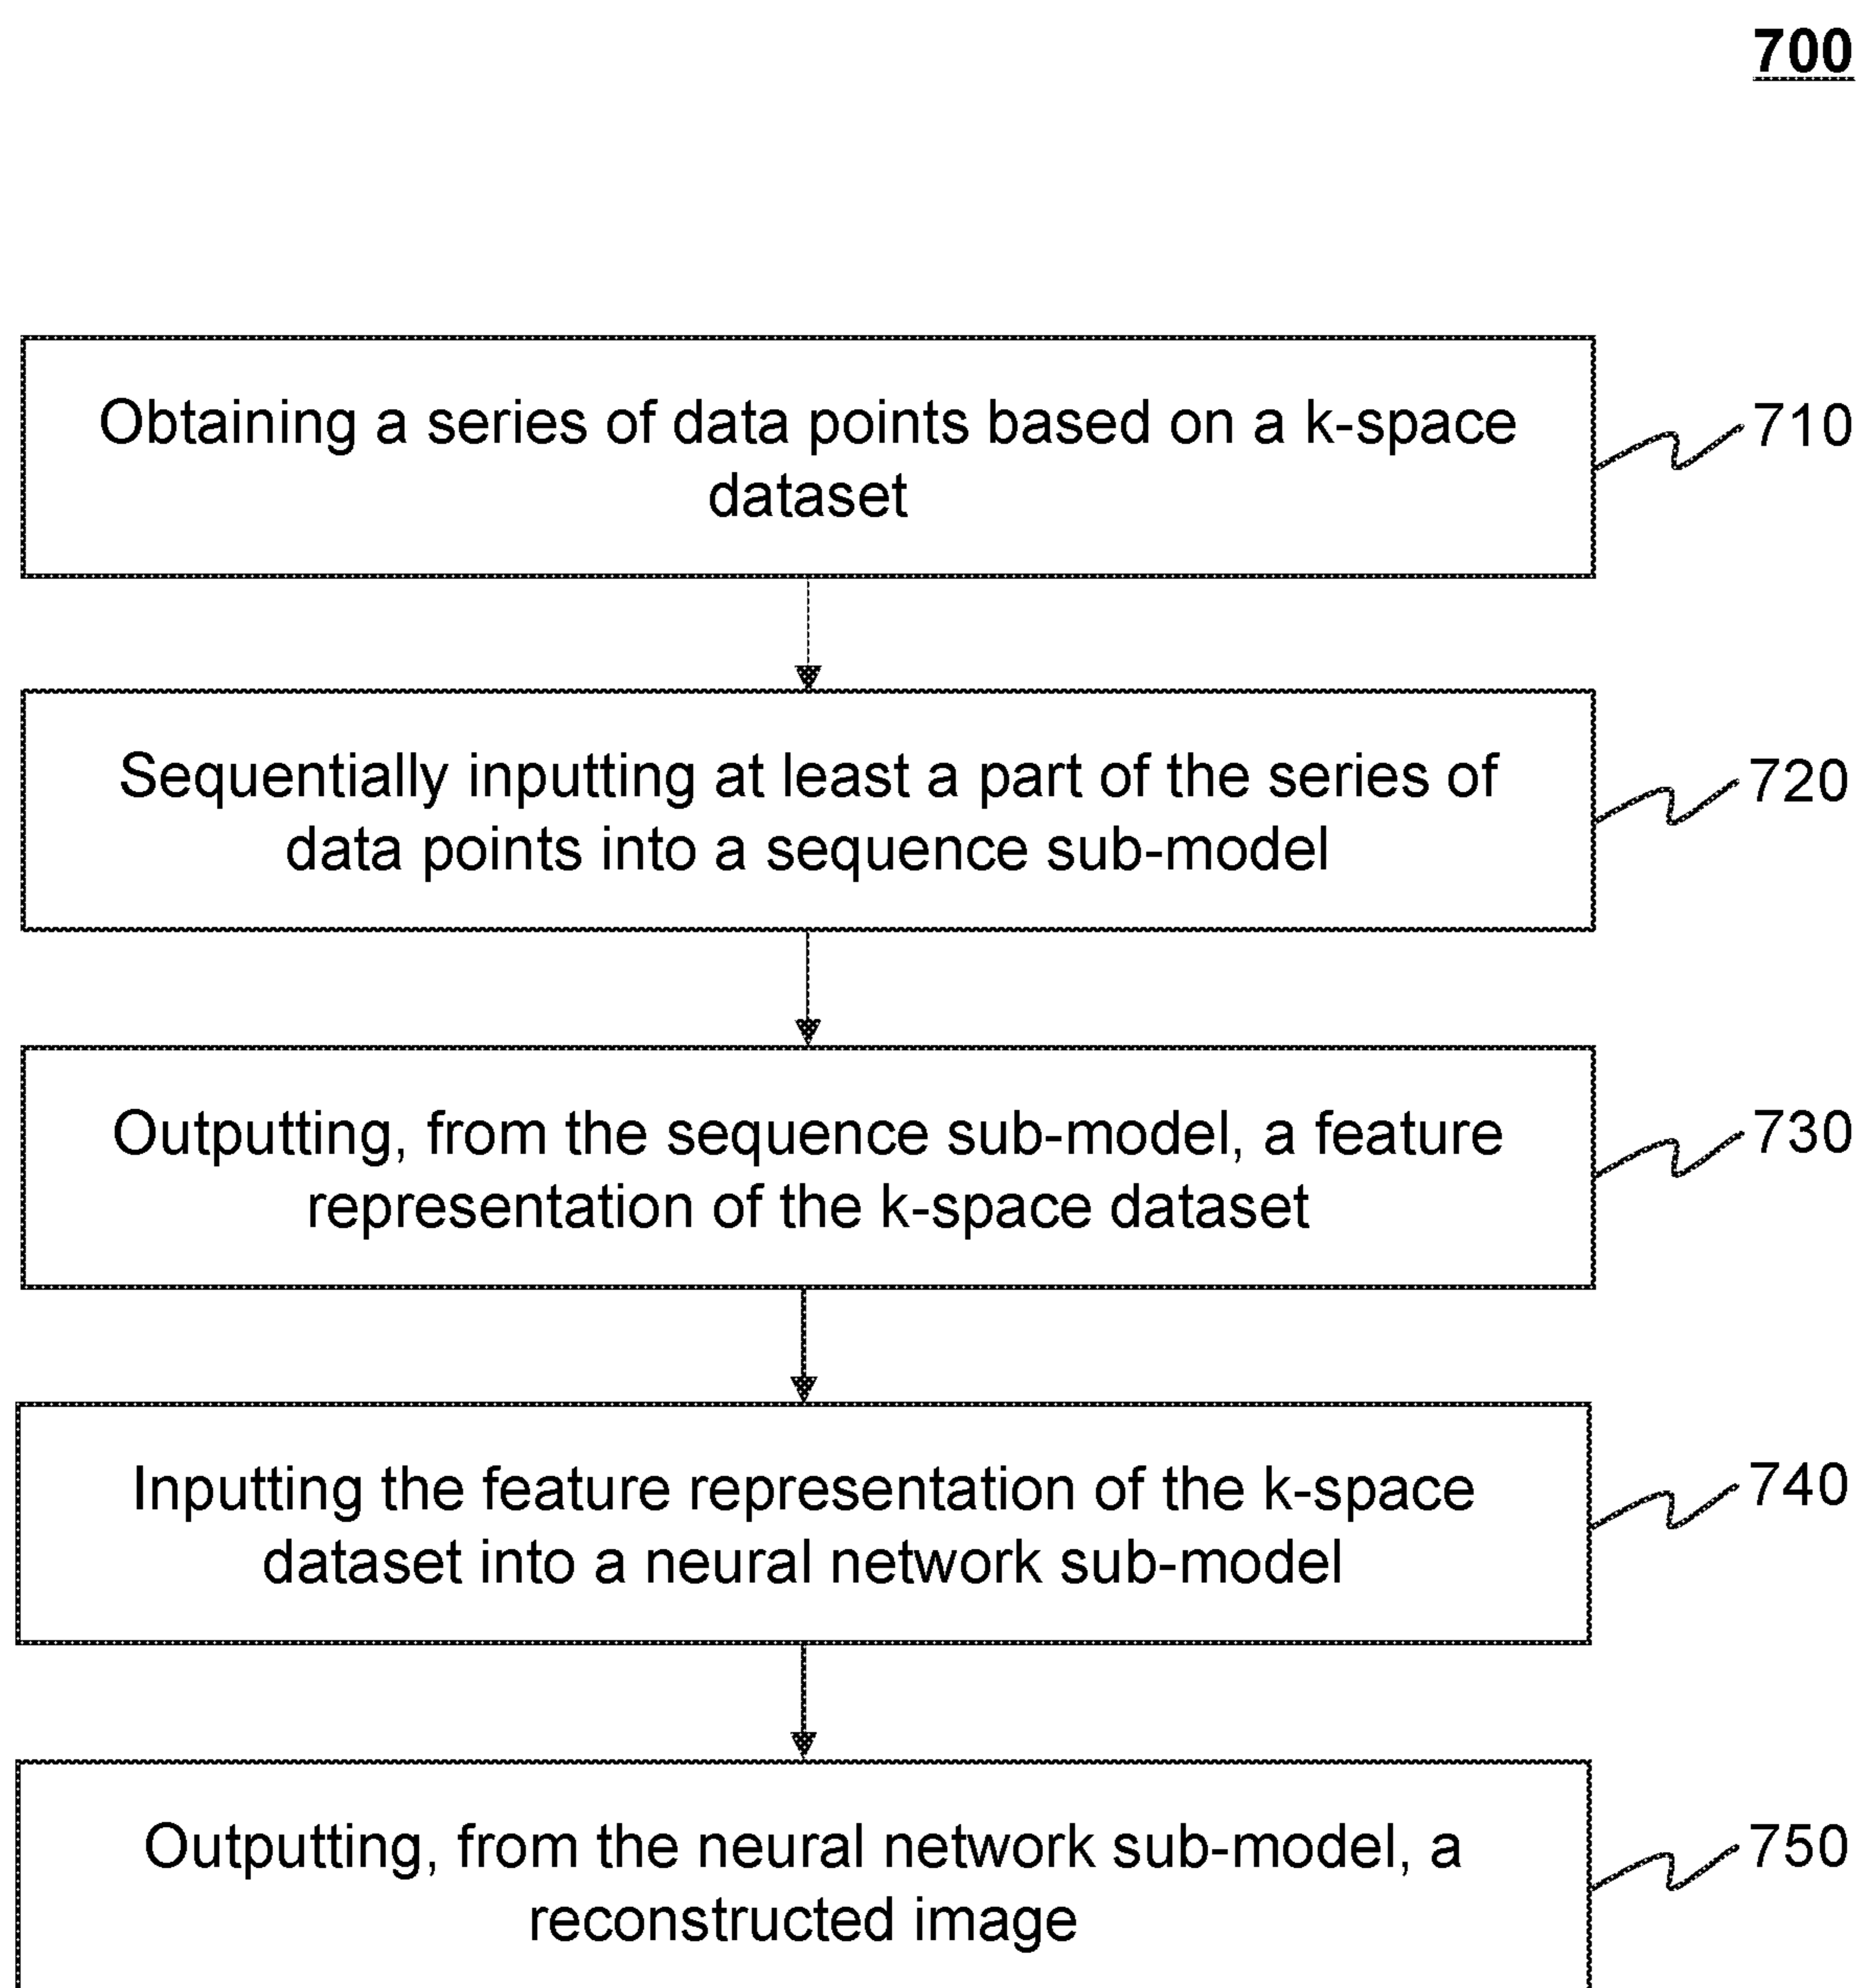 700
Obtaining a series of data points based on a k-space
dataset
710
Sequentially inputting at least a part of the series of
data points into a sequence sub-model
720
Outputting, from the sequence sub-model, a feature
representation of the k-space dataset
730
Inputting the feature representation of the k-space
dataset into a neural network sub-model
740
Outputting, from the neural network sub-model, a
reconstructed image
750